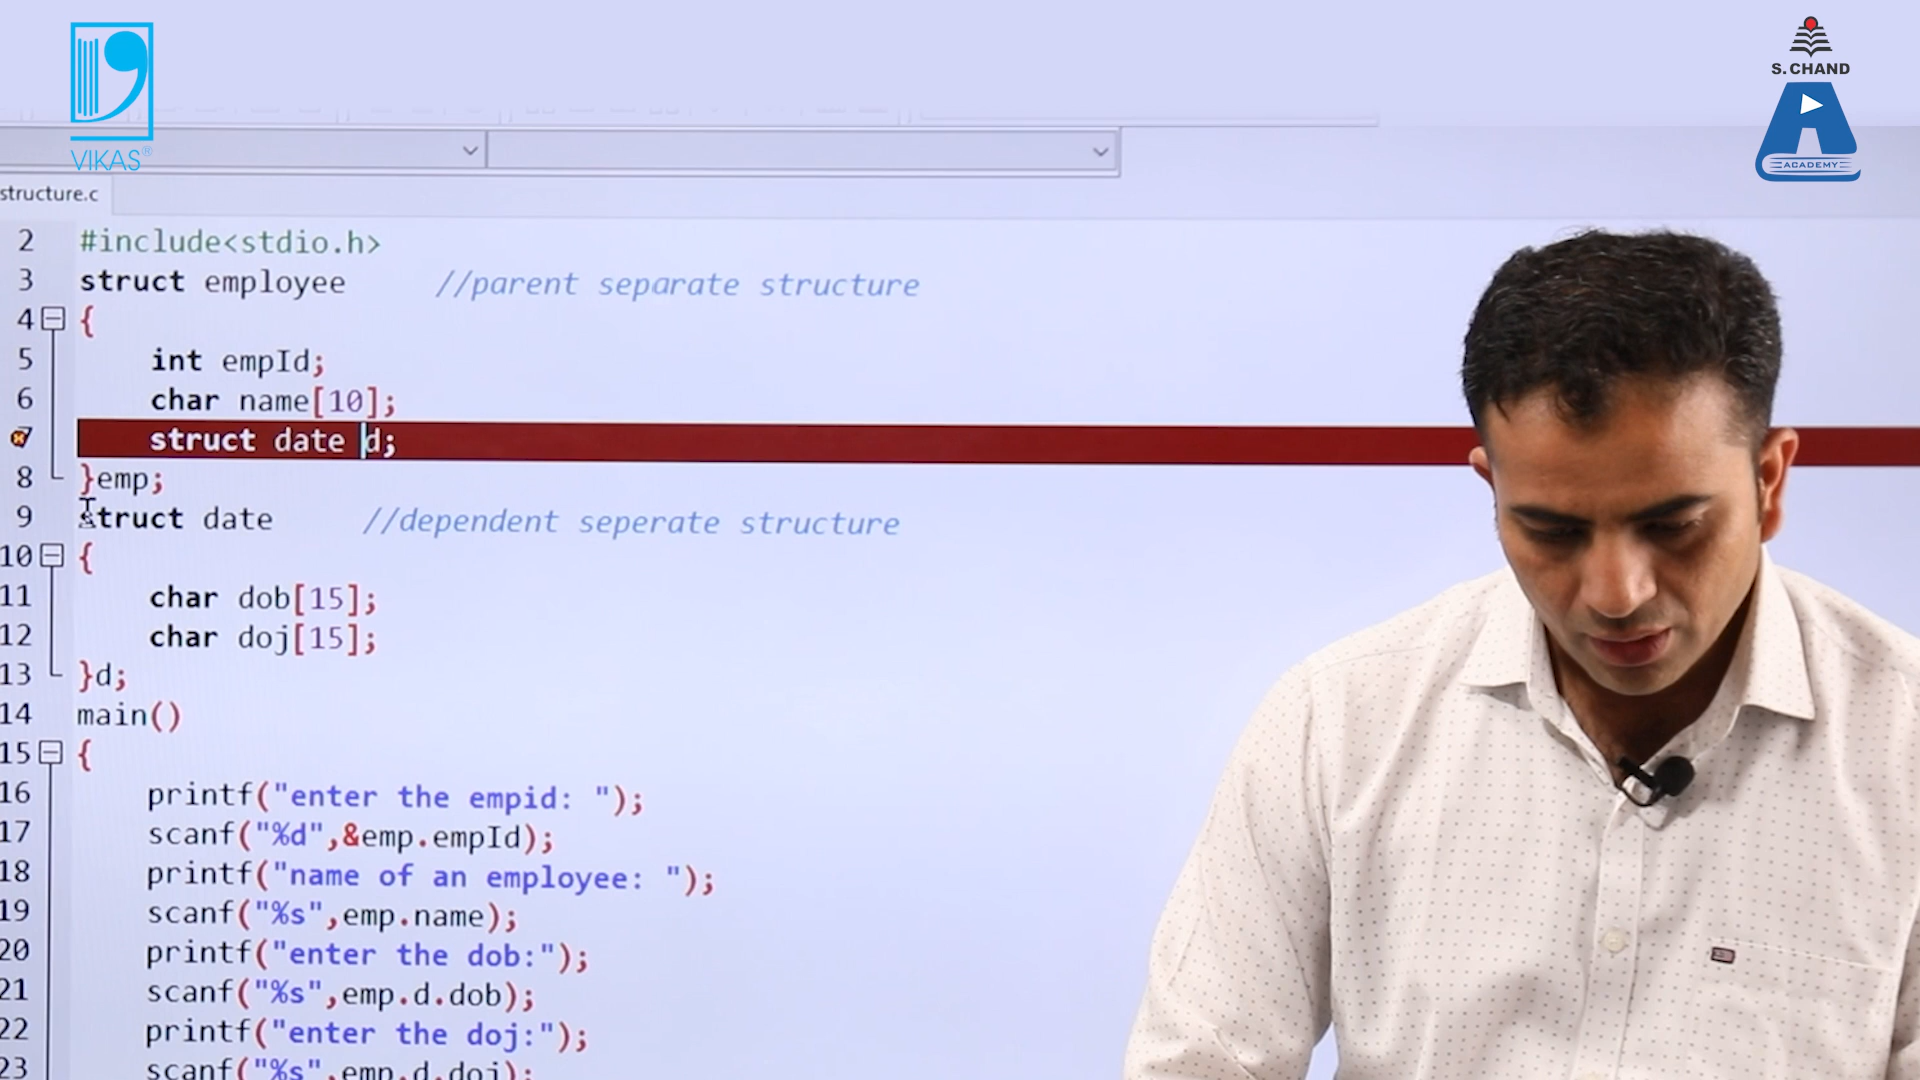 VIKAS®
S. CHAND
ACADEMY
structure.c
2 #include<stdio.h>
3 struct employee //parent separate structure
4 {
5 int empId;
6 char name[10];
7 struct date d;
8 }emp;
9 struct date //dependent seperate structure
10 {
11 char dob[15];
12 char doj[15];
13 }d;
14 main()
15 {
16 printf("enter the empid: ");
17 scanf("%d",&emp.empId);
18 printf("name of an employee: ");
19 scanf("%s",emp.name);
20 printf("enter the dob:");
21 scanf("%s",emp.d.dob);
22 printf("enter the doj:");
23 scanf("%s",emp.d.doj);